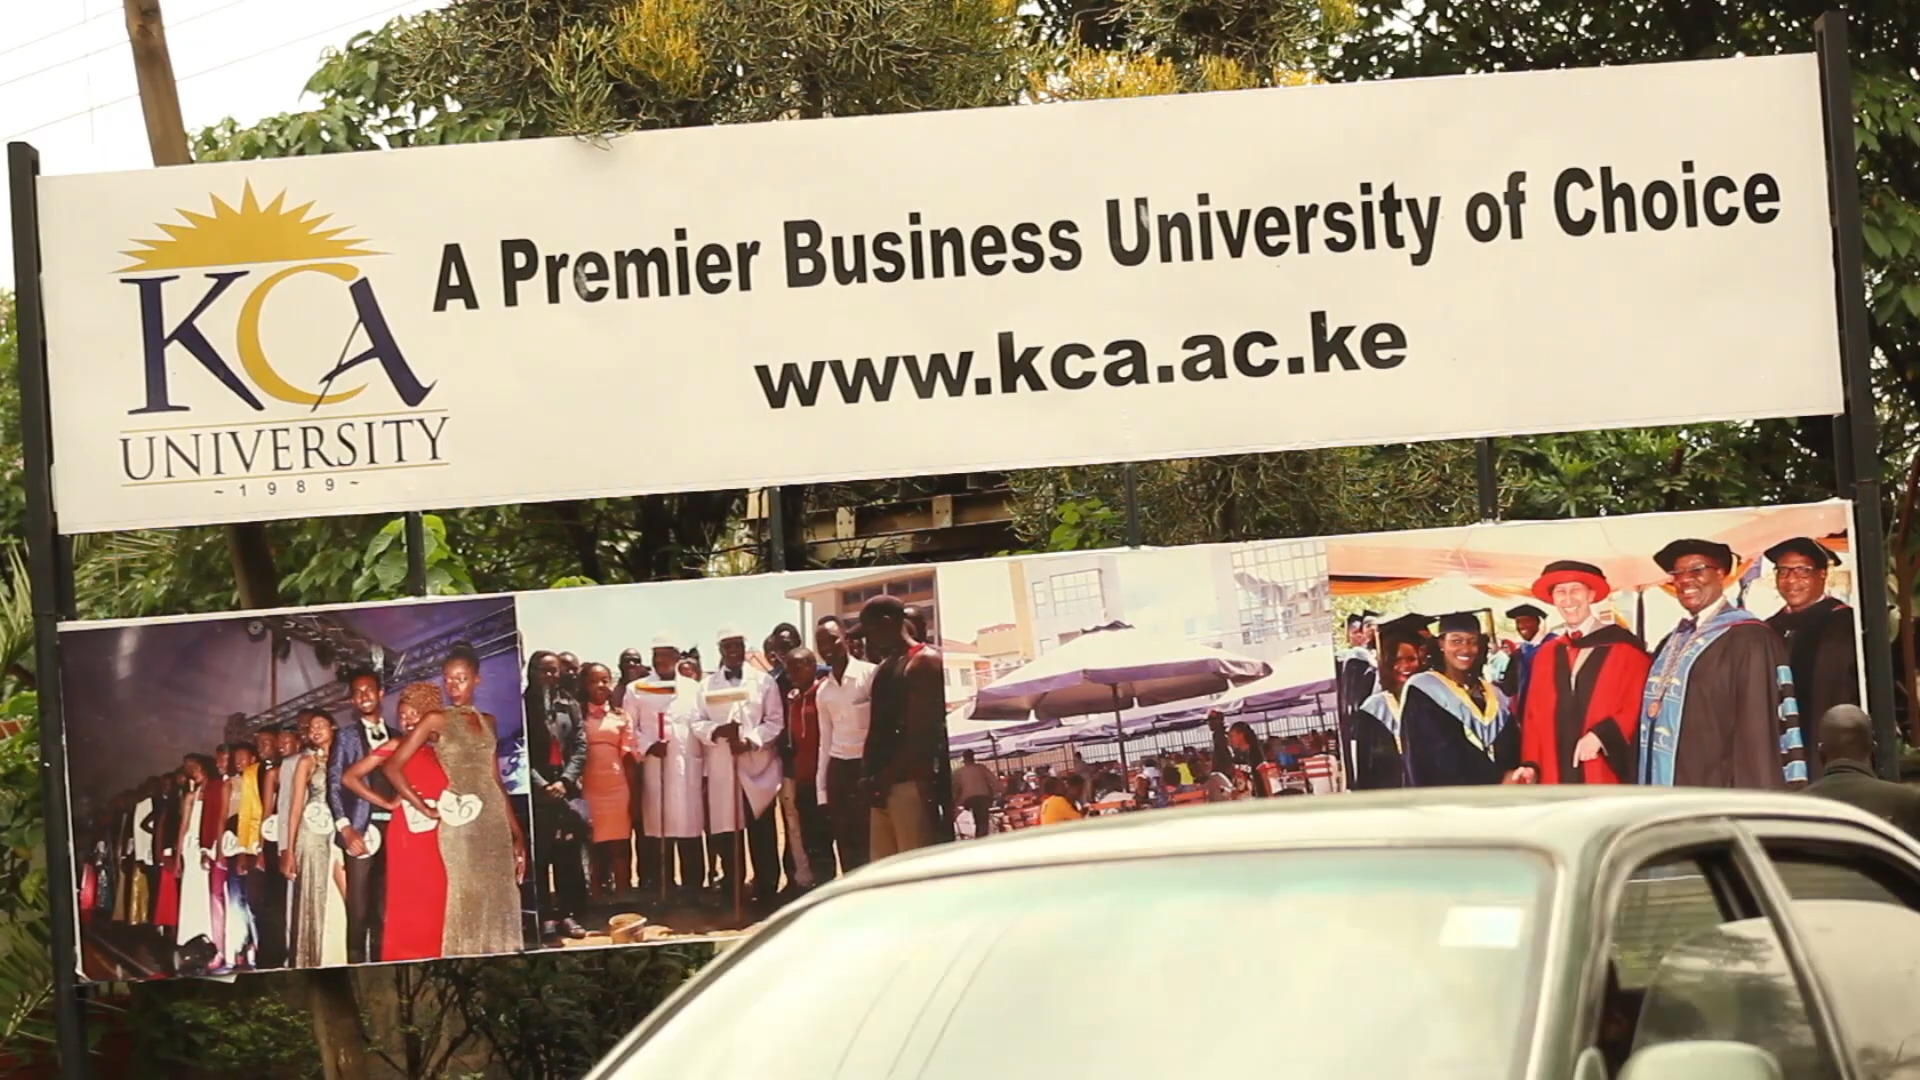 KCA
UNIVERSITY
~1989~
A Premier Business University of Choice
www.kca.ac.ke